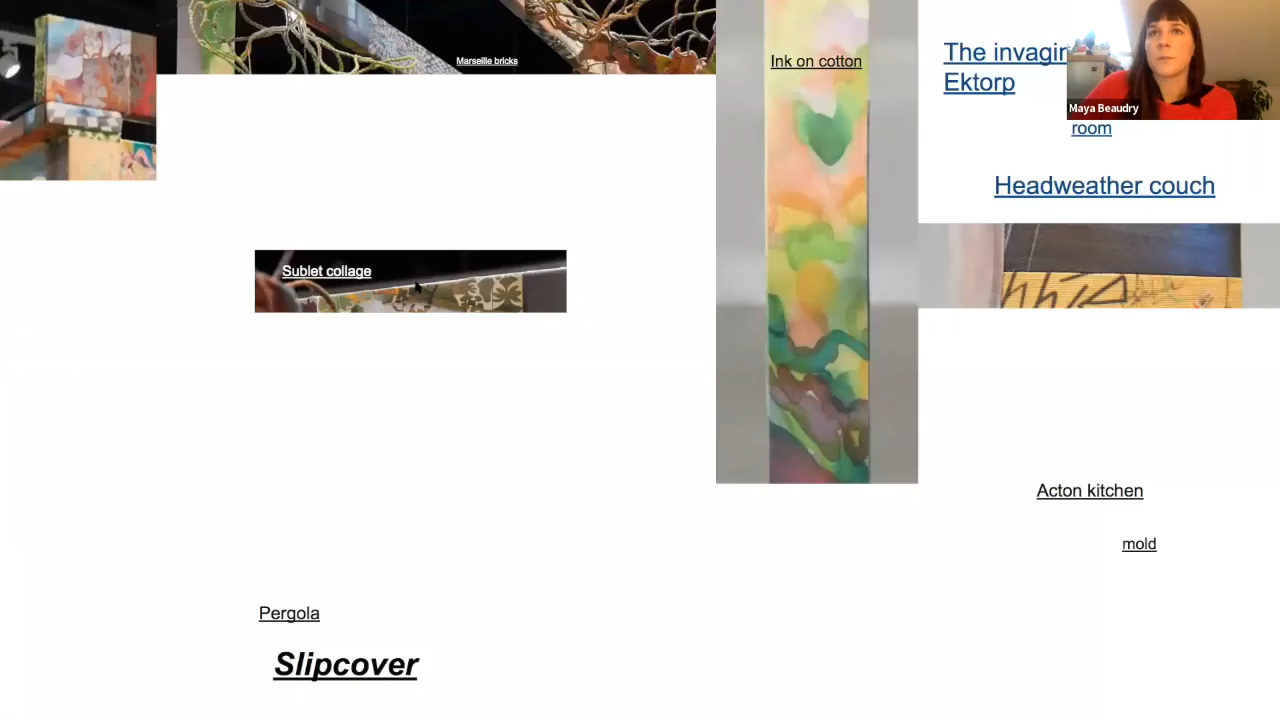 Marseille bricks
Ink on cotton
The invagin
Ektorp
Maya Beaudry
room
Headweather couch
Sublet collage
Acton kitchen
mold
Pergola
Slipcover